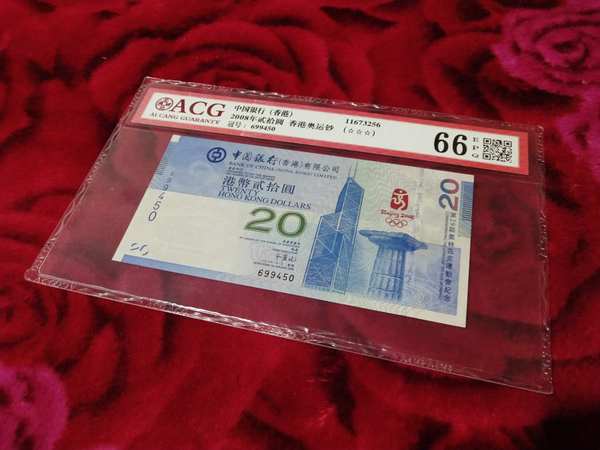 ACG
AI CANG GUARANTY
中国银行（香港）
2008年贰拾圆 香港奥运钞
冠号：699450
11673256
(☆☆☆)
66 EPQ
中國銀行(香港)有限公司
BANK OF CHINA (HONG KONG) LIMITED
港幣貳拾圓
TWENTY
HONG KONG DOLLARS
20
699450
Beijing 2008
20